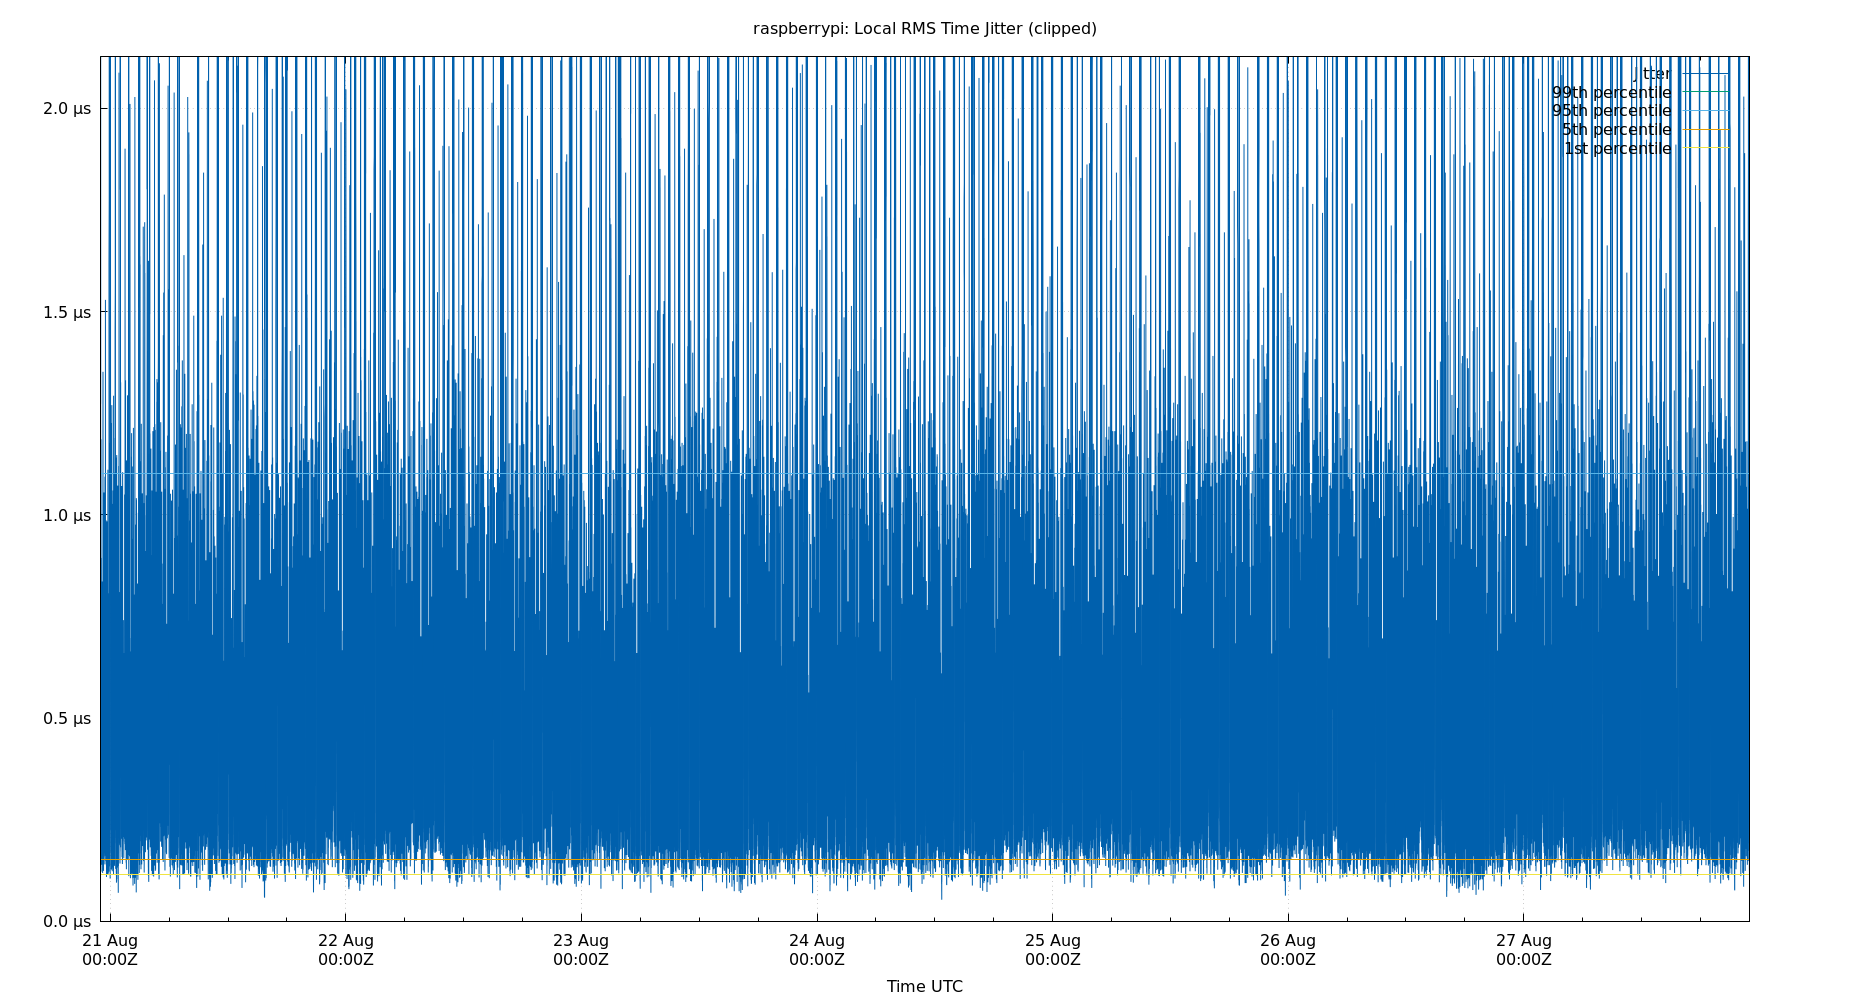 raspberrypi: Local RMS Time Jitter (clipped)
jitter
99th percentile
95th percentile
5th percentile
1st percentile
2.0 µs
1.5 µs
1.0 µs
0.5 µs
0.0 µs
21 Aug 22 Aug 23 Aug 24 Aug 25 Aug 26 Aug 27 Aug
00:00Z 00:00Z 00:00Z 00:00Z 00:00Z 00:00Z 00:00Z
Time UTC